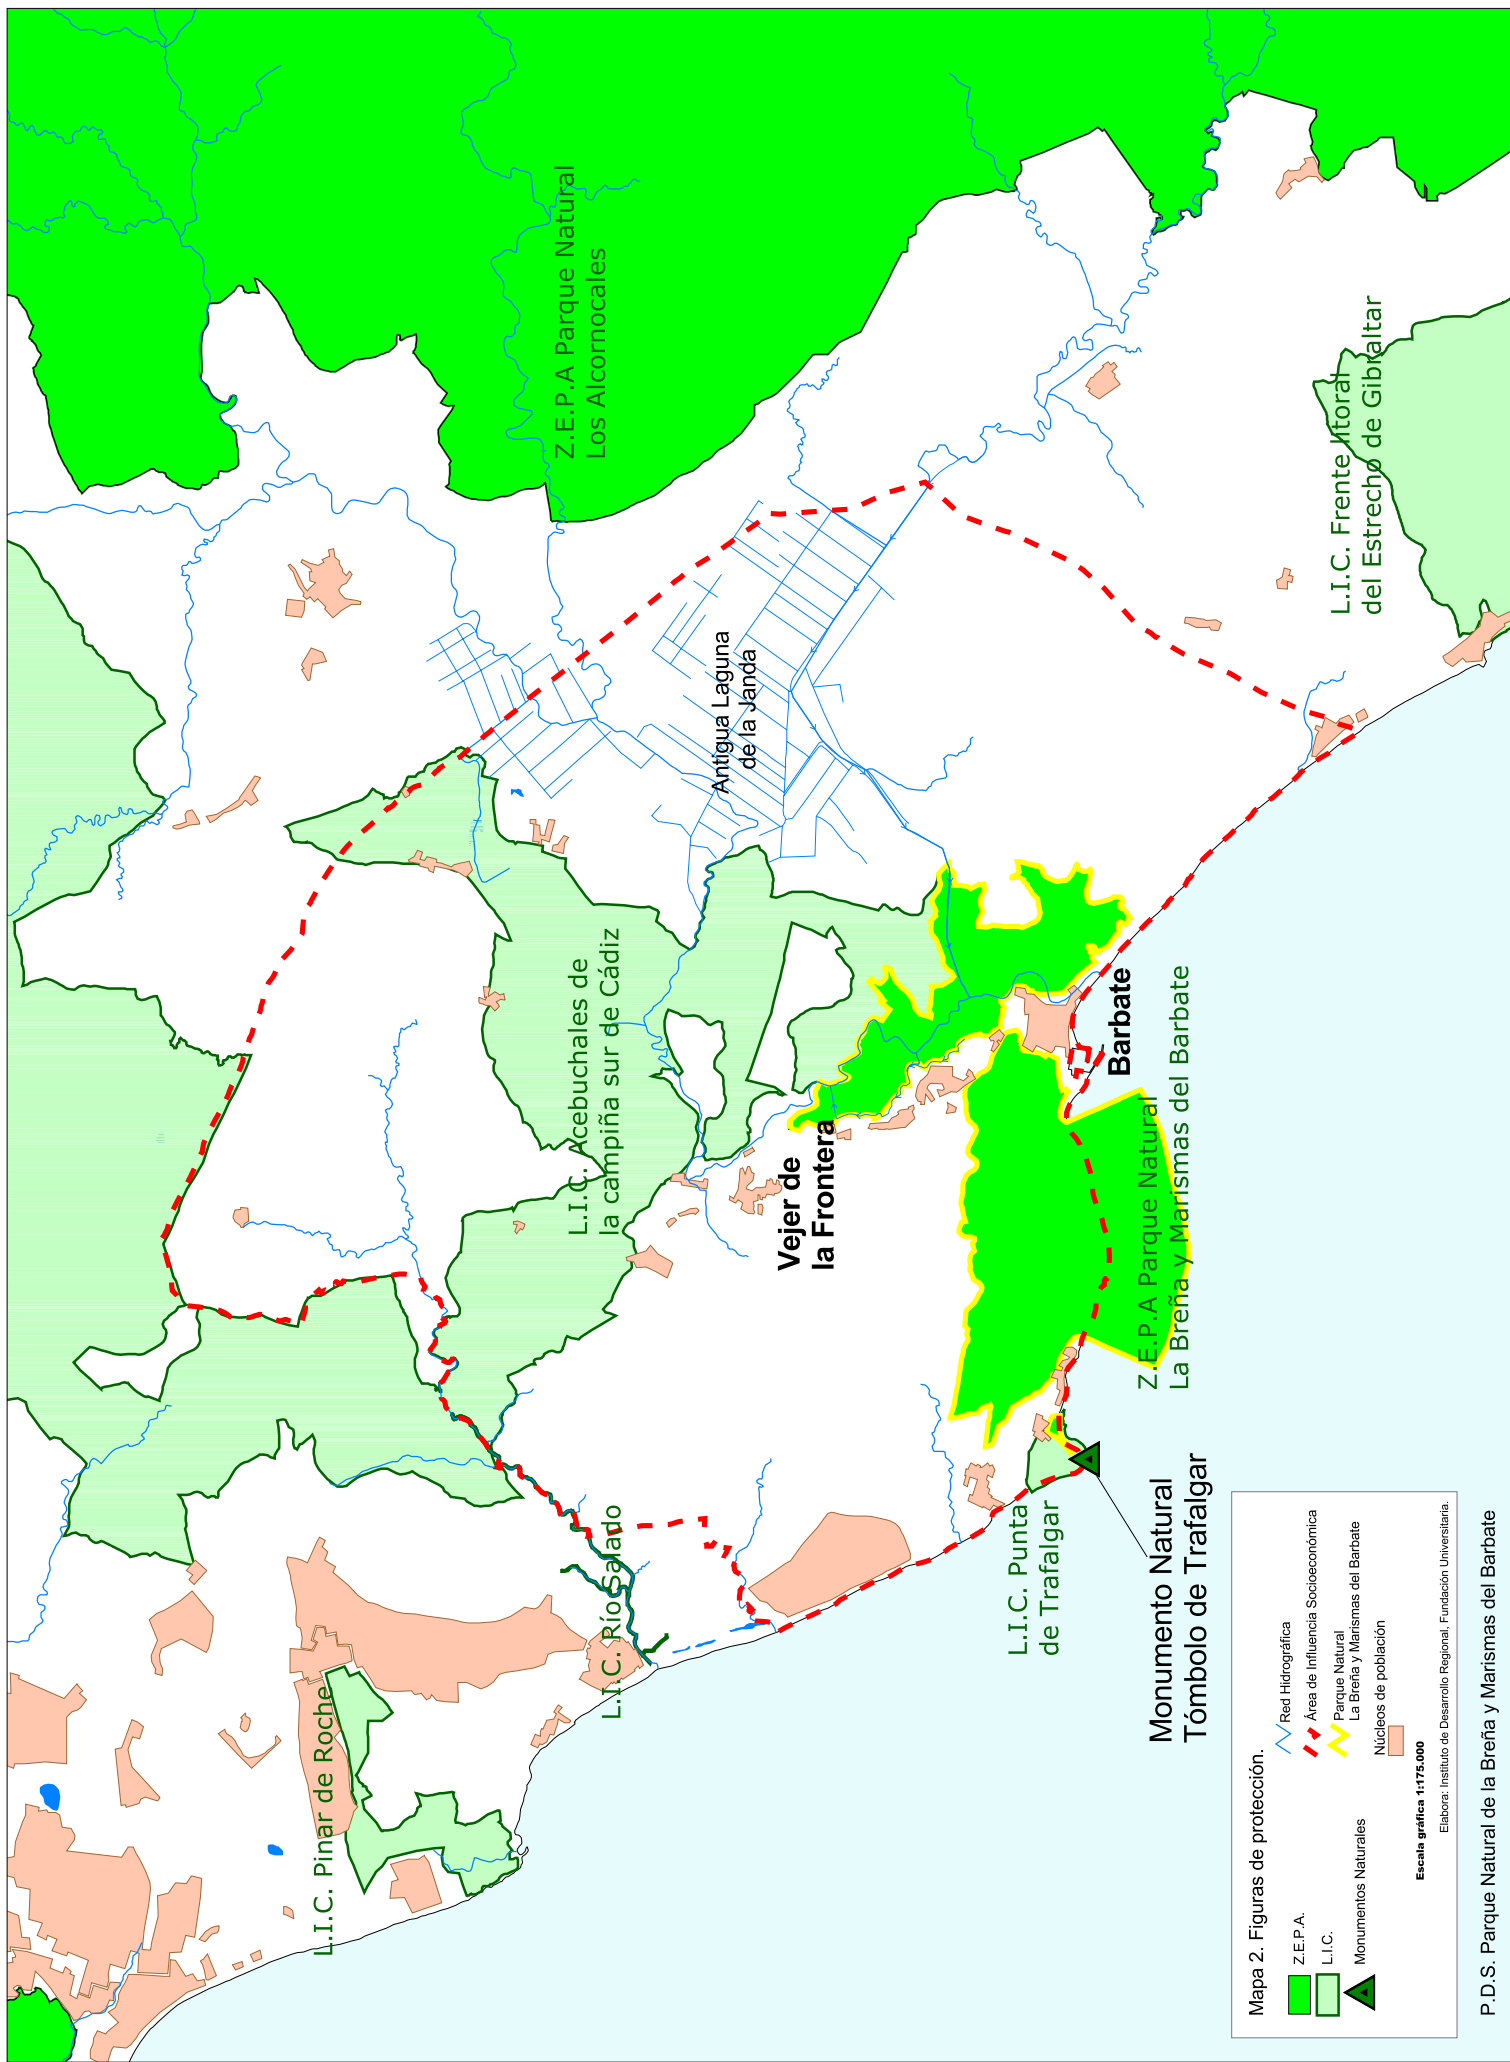 Z.E.P.A Parque Natural
Los Alcornocales
L.I.C. Frente litoral
del Estrecho de Gibraltar
Antigua Laguna
de la Janda
L.I.C. Acebuchales de
la campiña sur de Cádiz
Vejer de
la Frontera
Barbate
Z.E.P.A Parque Natural
La Breña y Marismas del Barbate
L.I.C. Río Salado
L.I.C. Pinar de Roche
L.I.C. Punta
de Trafalgar
Monumento Natural
Tómbolo de Trafalgar
Mapa 2. Figuras de protección.
Z.E.P.A.
L.I.C.
Monumentos Naturales
Red Hidrográfica
Área de Influencia Socioeconómica
Parque Natural
La Breña y Marismas del Barbate
Núcleos de población
Escala gráfica 1:175.000
Elabora: Instituto de Desarrollo Regional, Fundación Universitaria.
P.D.S. Parque Natural de la Breña y Marismas del Barbate